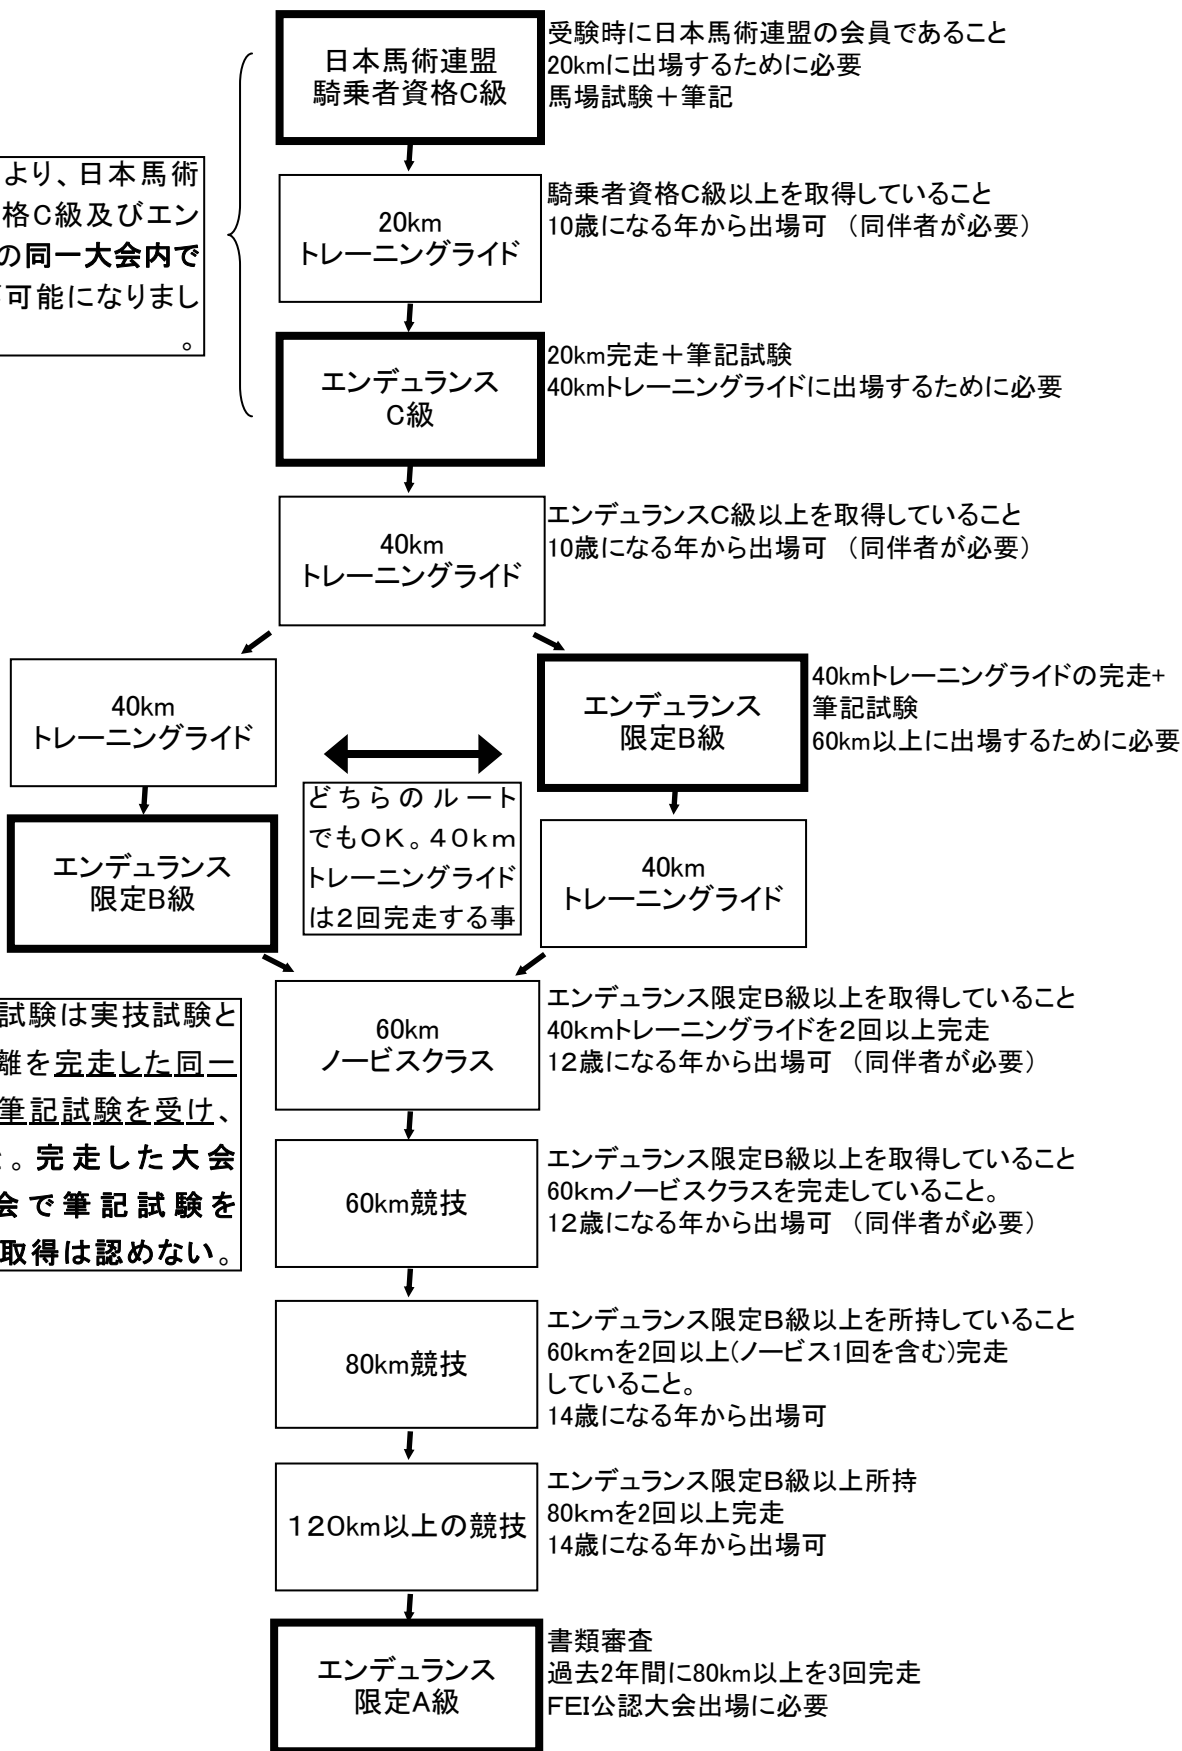 日本馬術連盟
騎乗者資格C級
受験時に日本馬術連盟の会員であること
20kmに出場するために必要
馬場試験＋筆記
より、日本馬術
格C級及びエン
の同一大会内で
可能になりまし
。
20km
トレーニングライド
騎乗者資格Ｃ級以上を取得していること
10歳になる年から出場可　（同伴者が必要）
エンデュランス
C級
20km完走＋筆記試験
40kmトレーニングライドに出場するために必要
40km
トレーニングライド
エンデュランスＣ級以上を取得していること
10歳になる年から出場可　（同伴者が必要）
40km
トレーニングライド
エンデュランス
限定B級
40kmトレーニングライドの完走+
筆記試験
60km以上に出場するために必要
どちらのルート
でもＯＫ。４０ｋｍ
トレーニングライド
は２回完走する事
エンデュランス
限定B級
40km
トレーニングライド
試験は実技試験と
離を完走した同一
筆記試験を受け、
。完走した大会
会で筆記試験を
取得は認めない。
60km
ノービスクラス
エンデュランス限定Ｂ級以上を取得していること
40ｋｍトレーニングライドを２回以上完走
１２歳になる年から出場可　（同伴者が必要）
60km競技
エンデュランス限定Ｂ級以上を取得していること
60ｋｍノービスクラスを完走していること。
１２歳になる年から出場可　（同伴者が必要）
80km競技
エンデュランス限定Ｂ級以上を所持していること
60ｋｍを2回以上(ノービス1回を含む)完走
していること。
14歳になる年から出場可
１２０km以上の競技
エンデュランス限定Ｂ級以上所持
80ｋｍを2回以上完走
14歳になる年から出場可
エンデュランス
限定A級
書類審査
過去2年間に80km以上を3回完走
ＦＥＩ公認大会出場に必要